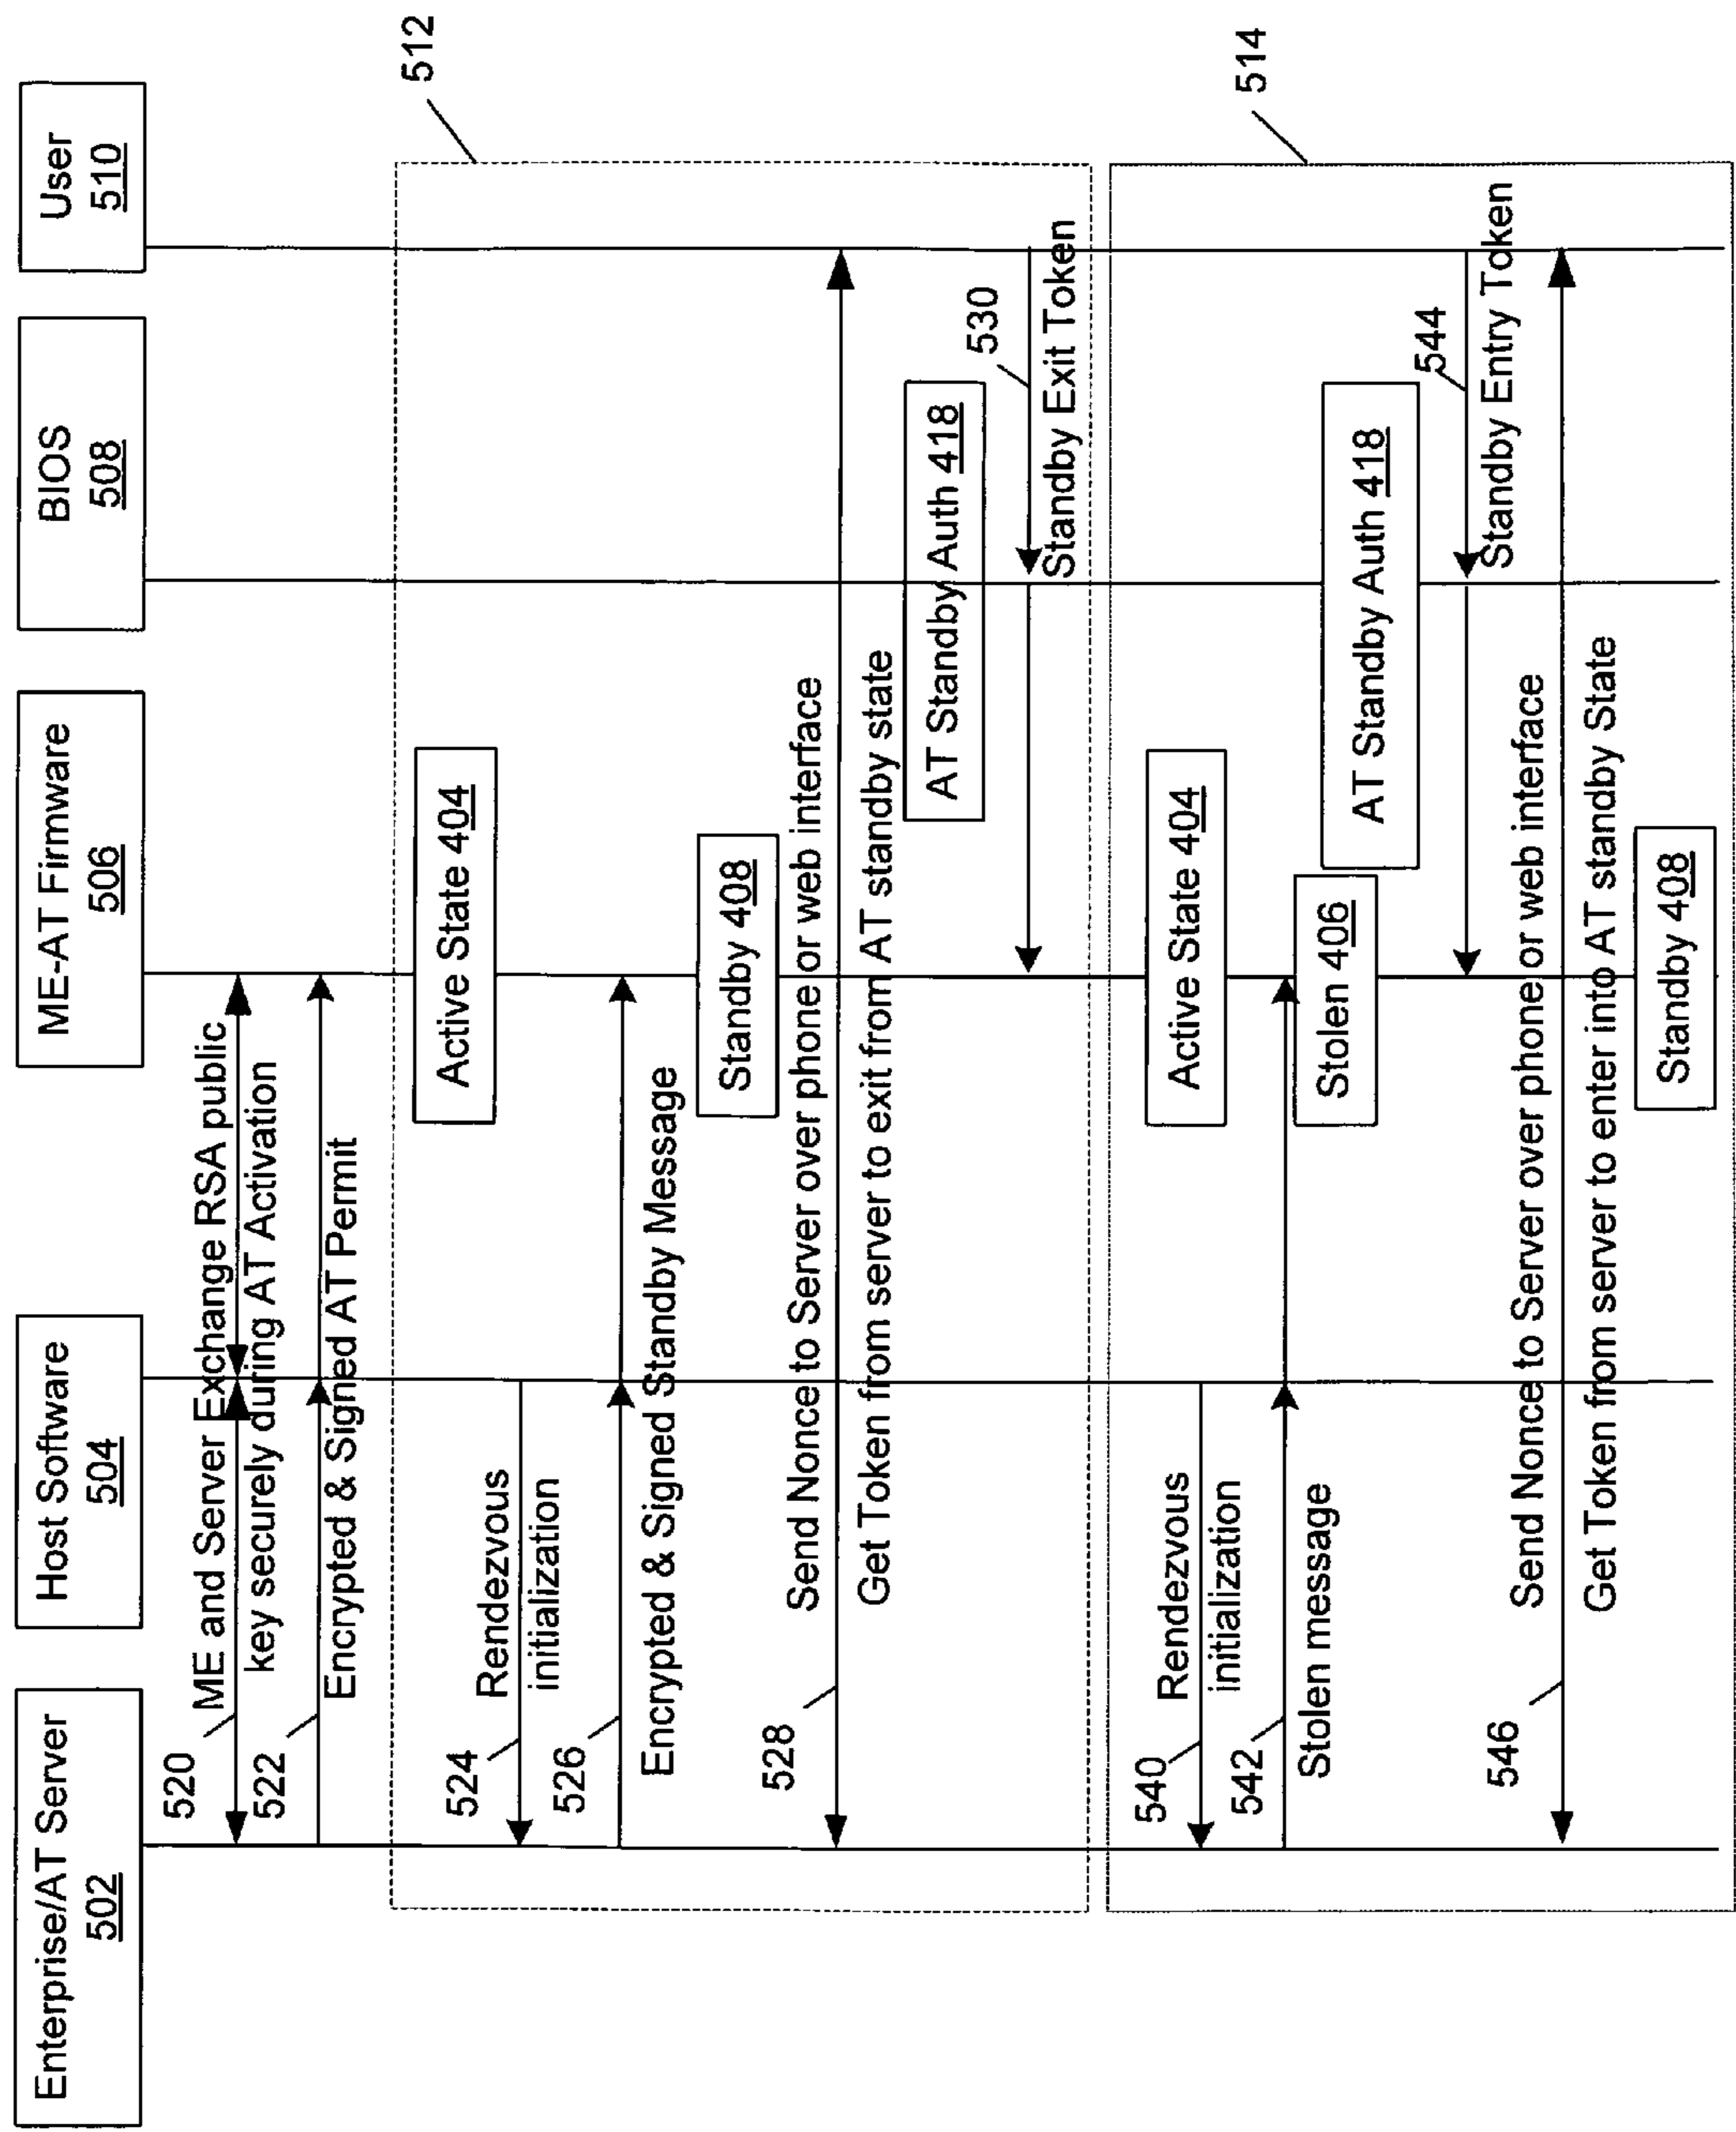 Enterprise/AT Server
502
Host Software
504
ME-AT Firmware
506
BIOS
508
User
510
520
ME and Server Exchange RSA public
key securely during AT Activation
522
Encrypted & Signed AT Permit
512
Active State 404
524
Rendezvous
initialization
526
Encrypted & Signed Standby Message
Standby 408
528
Send Nonce to Server over phone or web interface
Get Token from server to exit from AT standby state
AT Standby Auth 418
530
Standby Exit Token
514
Active State 404
540
Rendezvous
initialization
542
Stolen message
Stolen 406
AT Standby Auth 418
544
Standby Entry Token
546
Send Nonce to Server over phone or web interface
Get Token from server to enter into AT standby State
Standby 408